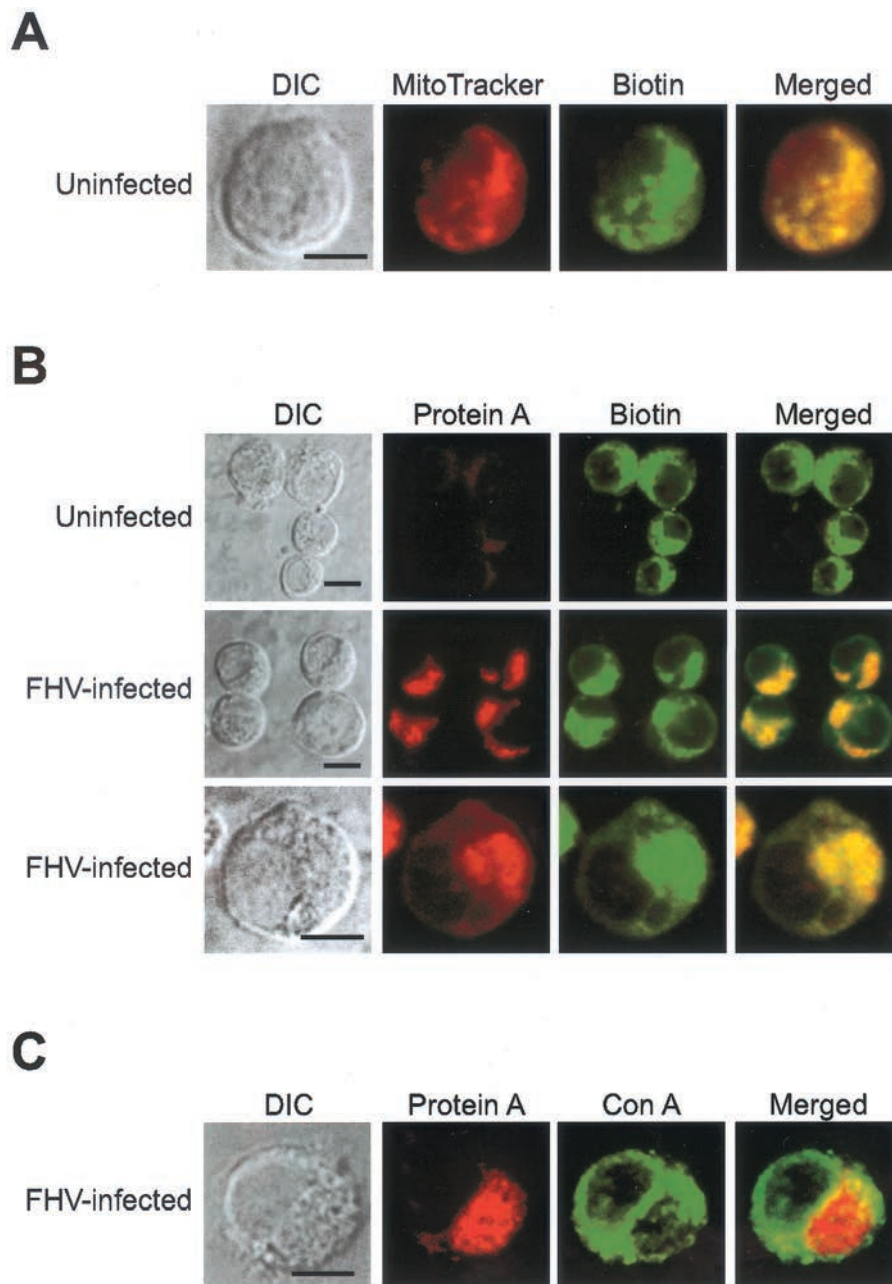 A
DIC MitoTracker Biotin Merged
Uninfected
B
DIC Protein A Biotin Merged
Uninfected
FHV-infected
FHV-infected
C
DIC Protein A Con A Merged
FHV-infected